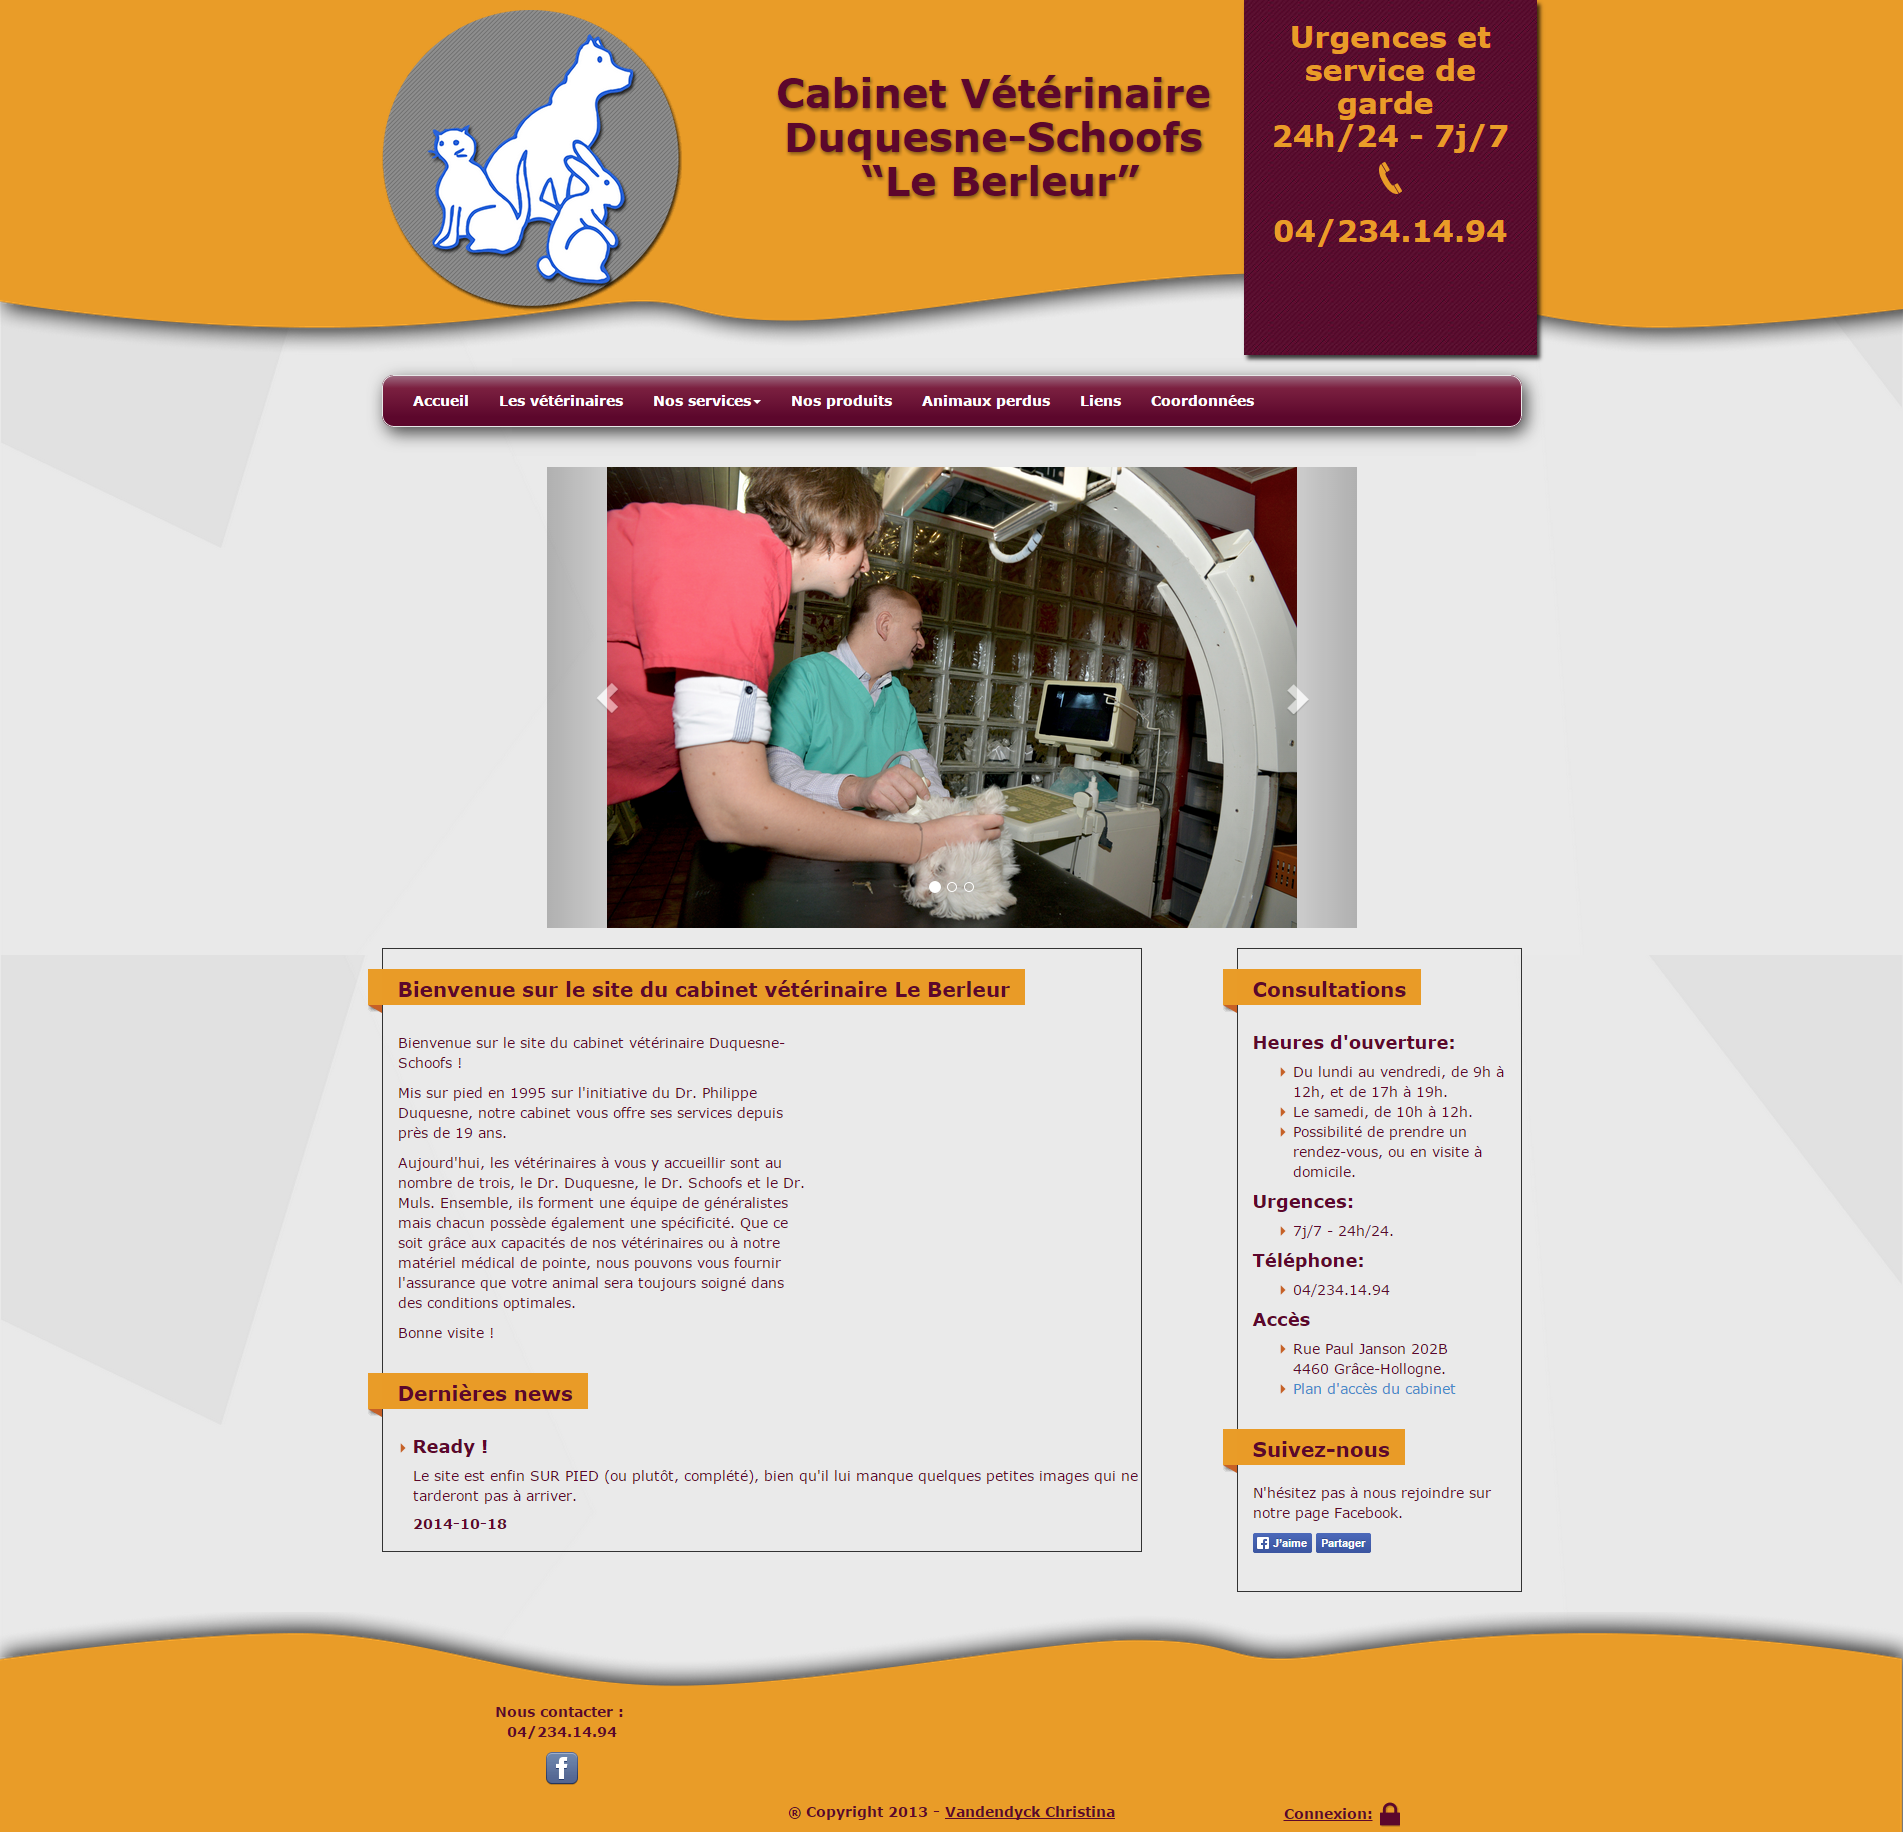 Cabinet Vétérinaire
Duquesne-Schoofs
“Le Berleur”
Urgences et
service de
garde
24h/24 - 7j/7
04/234.14.94
Accueil Les vétérinaires Nos services Nos produits Animaux perdus Liens Coordonnées
Bienvenue sur le site du cabinet vétérinaire Le Berleur
Bienvenue sur le site du cabinet vétérinaire Duquesne-
Schoofs !
Mis sur pied en 1995 sur l'initiative du Dr. Philippe
Duquesne, notre cabinet vous offre ses services depuis
près de 19 ans.
Aujourd'hui, les vétérinaires à vous y accueillir sont au
nombre de trois, le Dr. Duquesne, le Dr. Schoofs et le Dr.
Muls. Ensemble, ils forment une équipe de généralistes
mais chacun possède également une spécificité. Que ce
soit grâce aux capacités de nos vétérinaires ou à notre
matériel médical de pointe, nous pouvons vous fournir
l'assurance que votre animal sera toujours soigné dans
des conditions optimales.
Bonne visite !
Dernières news
Ready !
Le site est enfin SUR PIED (ou plutôt, complété), bien qu'il lui manque quelques petites images qui ne
tarderont pas à arriver.
2014-10-18
Consultations
Heures d'ouverture:
Du lundi au vendredi, de 9h à
12h, et de 17h à 19h.
Le samedi, de 10h à 12h.
Possibilité de prendre un
rendez-vous, ou en visite à
domicile.
Urgences:
7j/7 - 24h/24.
Téléphone:
04/234.14.94
Accès
Rue Paul Janson 202B
4460 Grâce-Hollogne.
Plan d'accès du cabinet
Suivez-nous
N'hésitez pas à nous rejoindre sur
notre page Facebook.
J'aime Partager
Nous contacter :
04/234.14.94
® Copyright 2013 - Vandendyck Christina
Connexion: